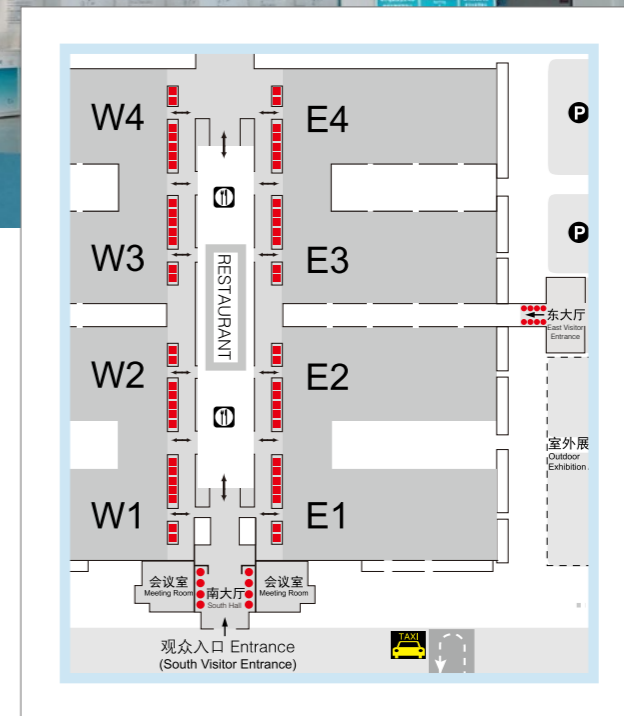 W4
E4
P
W3
RESTAURANT
E3
P
东大厅
East Visitor
Entrance
W2
E2
室外展
Outdoor
Exhibition
W1
E1
会议室
Meeting Room
南大厅
South Hall
会议室
Meeting Room
观众入口 Entrance
(South Visitor Entrance)
TAXI